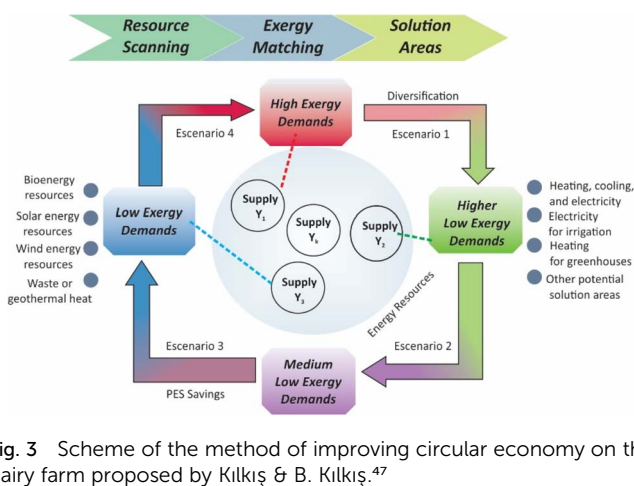 Resource
Scanning
Exergy
Matching
Solution
Areas
High Exergy
Demands
Diversification
Escenario 4
Escenario 1
Bioenergy
resources
Solar energy
resources
Wind energy
resources
Waste or
geothermal heat
Low Exergy
Demands
Supply
Y₁
Supply
Yₖ
Supply
Y₂
Supply
Y₃
Higher
Low Exergy
Demands
Heating, cooling,
and electricity
Electricity
for irrigation
Heating
for greenhouses
Other potential
solution areas
Energy Resources
Escenario 3
Escenario 2
PES Savings
Medium
Low Exergy
Demands
ig. 3 Scheme of the method of improving circular economy on th
airy farm proposed by Kılkış & B. Kılkış.⁴⁷